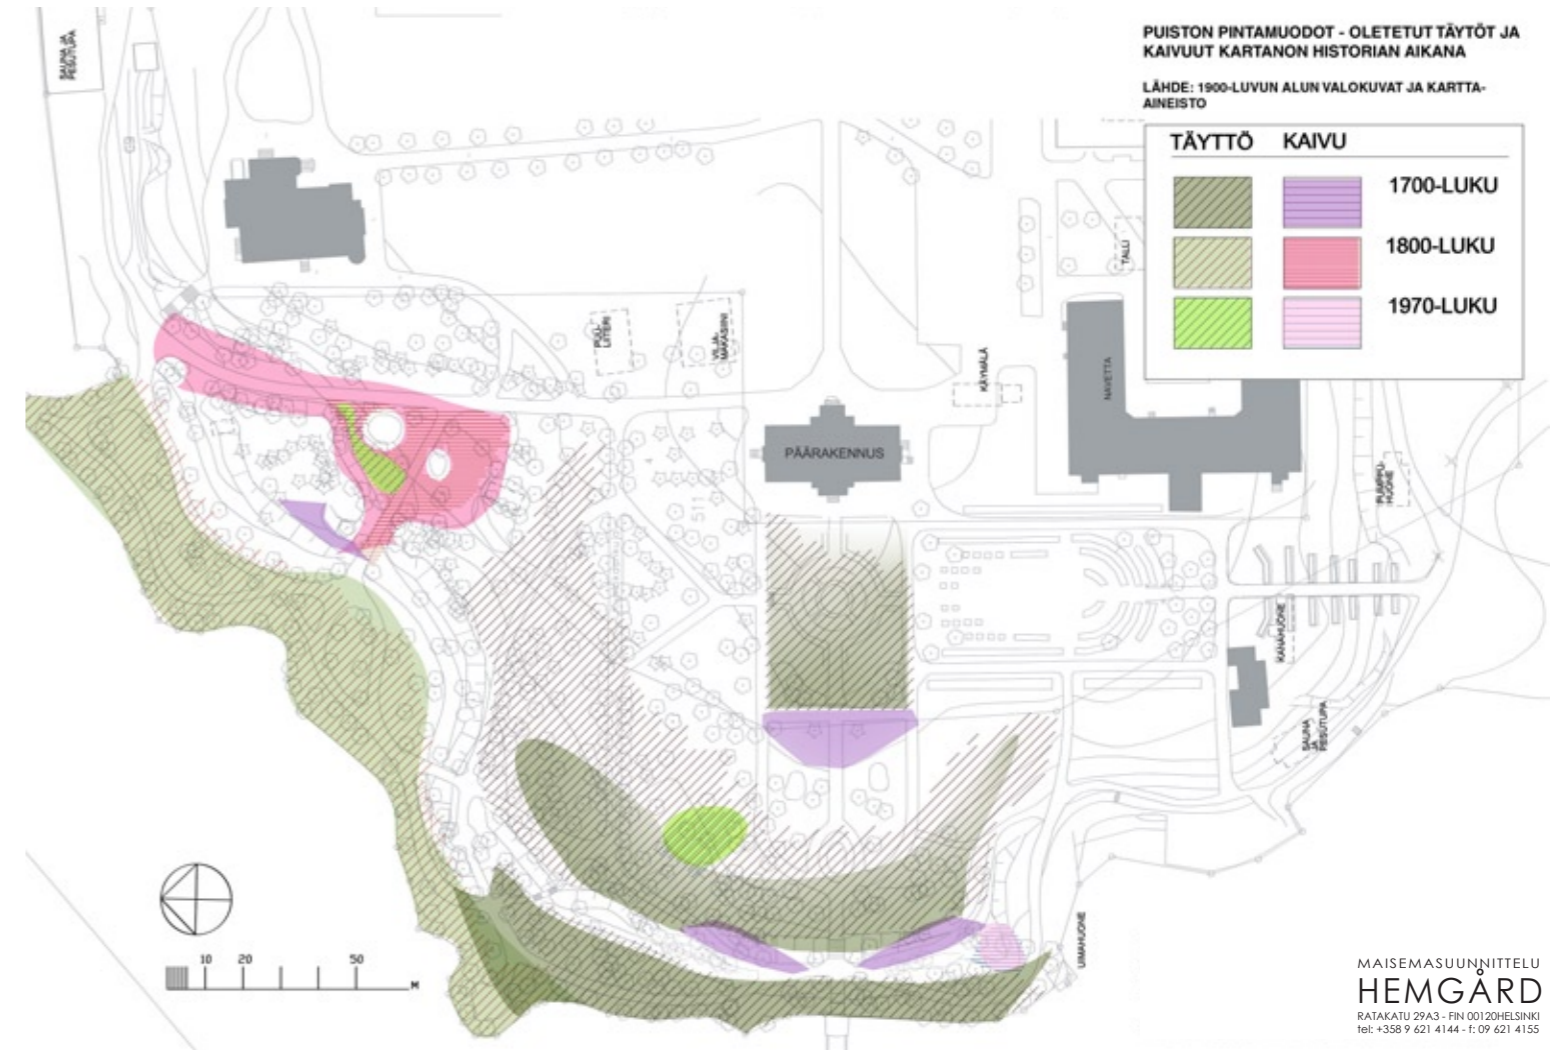 PUISTON PINTAMUODOT - OLETETUT TÄYTÖT JA
KAIVUUT KARTANON HISTORIAN AIKANA
LÄHDE: 1900-LUVUN ALUN VALOKUVAT JA KARTTA-
AINEISTO
TÄYTTÖ KAIVU
1700-LUKU
1800-LUKU
1970-LUKU
SAUNA JA
PESUTUPA
TALLI
PUU-
LIITERI
VILJA-
MAKASIINI
KÄYMÄLÄ
NAVETTA
PÄÄRAKENNUS
PUMPPU-
HUONE
KANAHUONE
SAUNA
JA
PESUTUPA
UIMAHUONE
10 20 50 M
MAISEMASUUNNITTELU
HEMGÅRD
RATAKATU 29A3 - FIN 00120HELSINKI
tel: +358 9 621 4144 - f: 09 621 4155